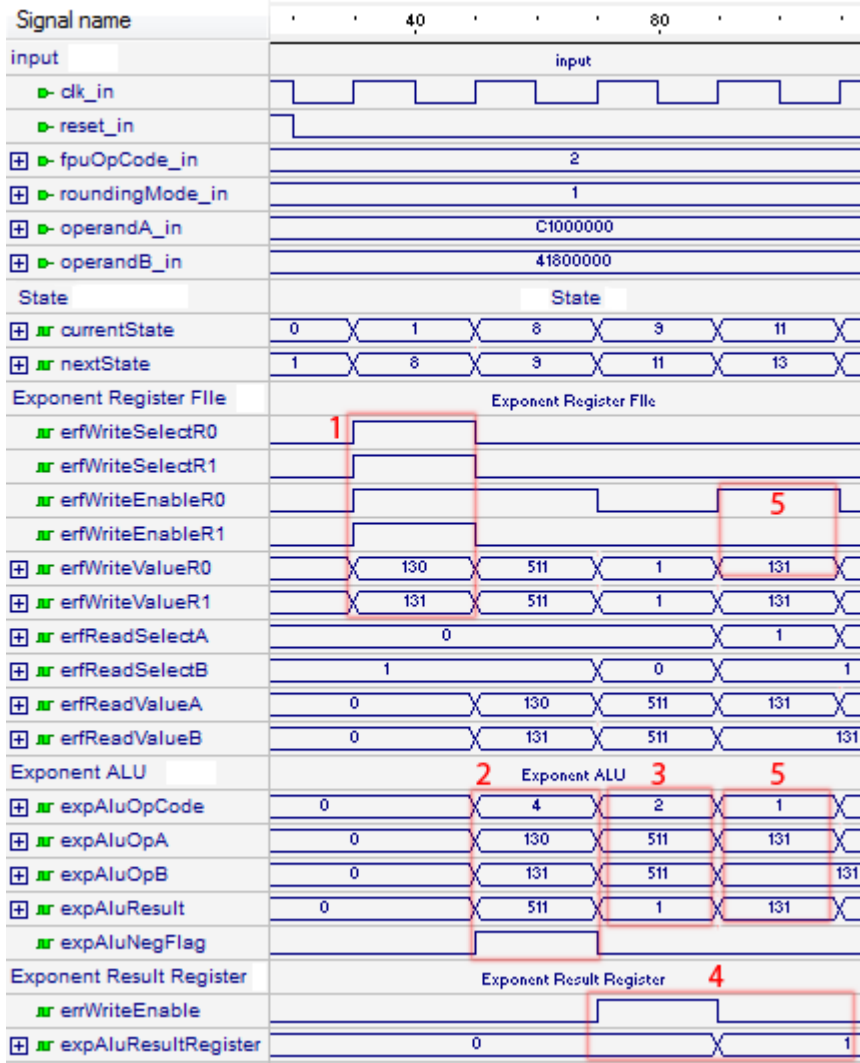 Signal name 40 80
input input
clk_in
reset_in
fpuOpCode_in 2
roundingMode_in 1
operandA_in C1000000
operandB_in 41800000
State State
currentState 0 1 8 9 11
nextState 1 8 9 11 13
Exponent Register FIle Exponent Register FIle
erfWriteSelectR0 1
erfWriteSelectR1
erfWriteEnableR0 5
erfWriteEnableR1
erfWriteValueR0 130 511 1 131
erfWriteValueR1 131 511 1 131
erfReadSelectA 0 1
erfReadSelectB 1 0 1
erfReadValueA 0 130 511 131
erfReadValueB 0 131 511 131
Exponent ALU 2 Exponent ALU 3 5
expAluOpCode 0 4 2 1
expAluOpA 0 130 511 131
expAluOpB 0 131 511 131
expAluResult 0 511 1 131
expAluNegFlag
Exponent Result Register Exponent Result Register 4
errWriteEnable
expAluResultRegister 0 1